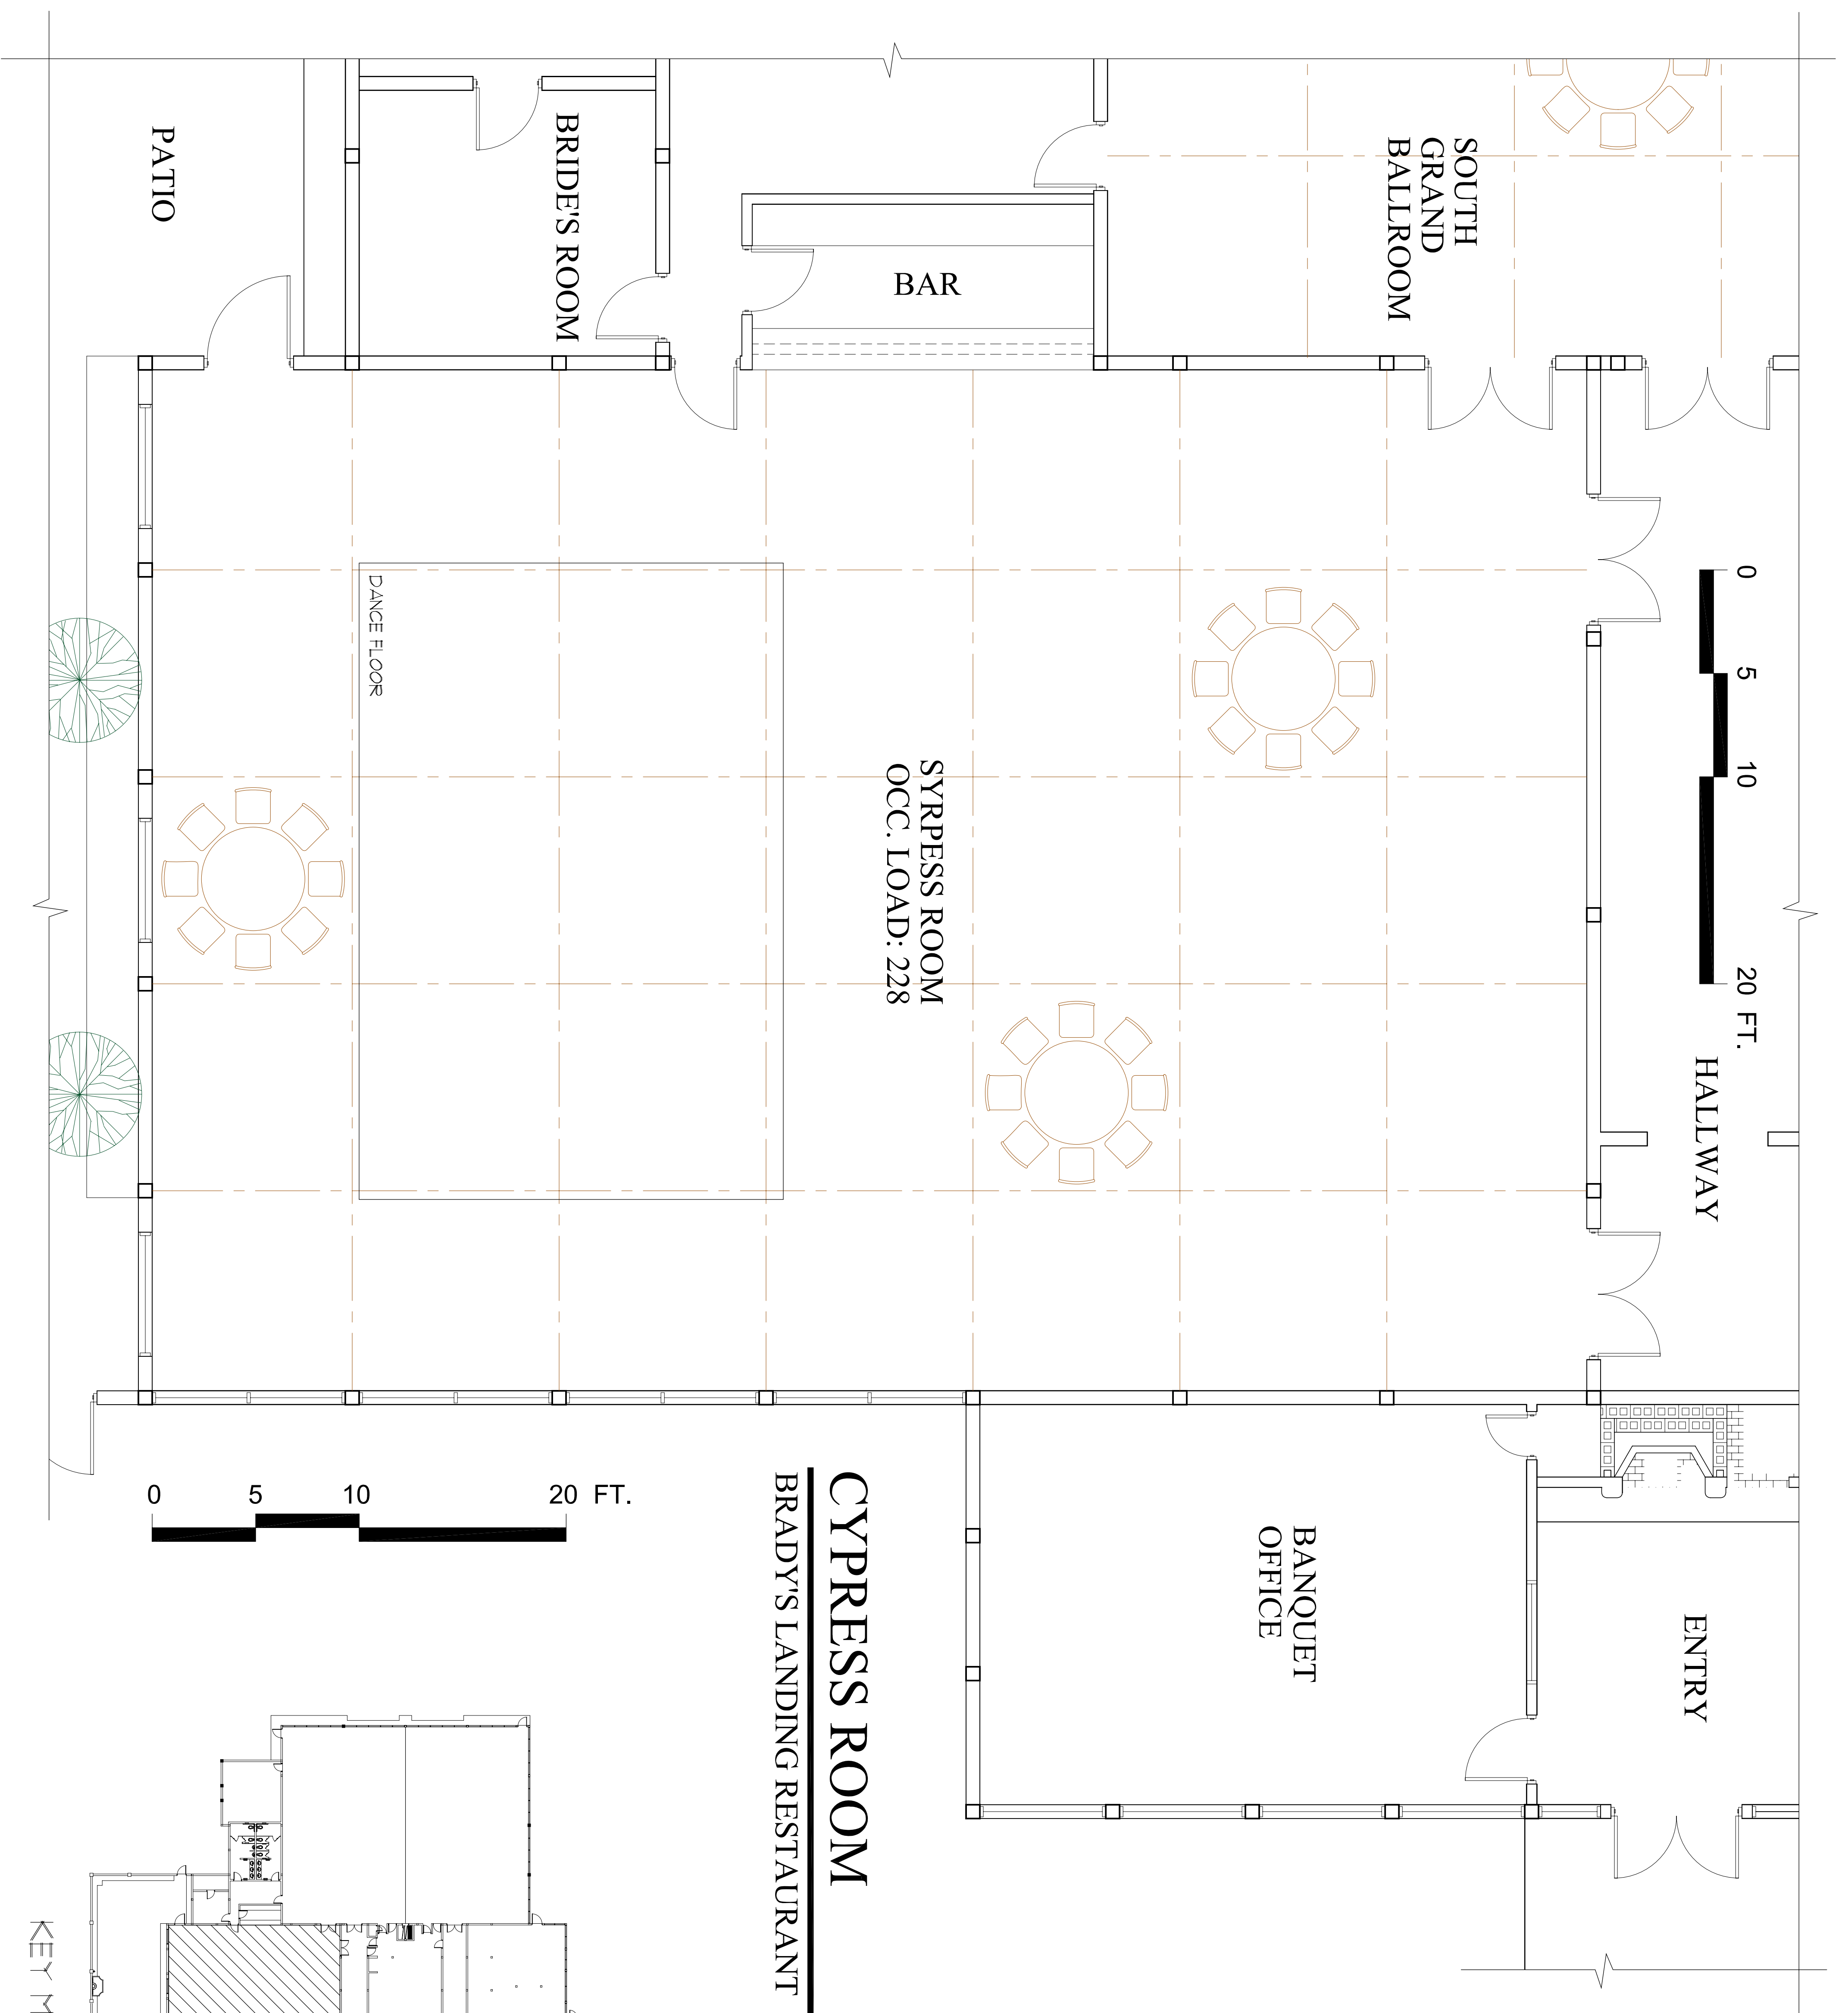 PATIO
BRIDE'S ROOM
BAR
SOUTH
GRAND
BALLROOM
DANCE FLOOR
SYRPESS ROOM
OCC. LOAD: 228
0 5 10 20 FT.
HALLWAY
0 5 10 20 FT.
CYPRESS ROOM
BRADY'S LANDING RESTAURANT
BANQUET
OFFICE
ENTRY
KEY